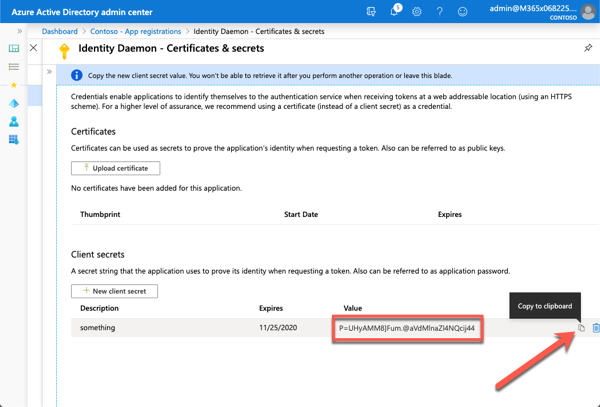 Azure Active Directory admin center
1
admin@M365x068225....
CONTOSO
Dashboard > Contoso - App registrations > Identity Daemon - Certificates & secrets
Identity Daemon - Certificates & secrets
Copy the new client secret value. You won't be able to retrieve it after you perform another operation or leave this blade.
Credentials enable applications to identify themselves to the authentication service when receiving tokens at a web addressable location (using an HTTPS
scheme). For a higher level of assurance, we recommend using a certificate (instead of a client secret) as a credential.
Certificates
Certificates can be used as secrets to prove the application's identity when requesting a token. Also can be referred to as public keys.
Upload certificate
No certificates have been added for this application.
Thumbprint Start Date Expires
Client secrets
A secret string that the application uses to prove its identity when requesting a token. Also can be referred to as application password.
New client secret
Copy to clipboard
Description Expires Value
something 11/25/2020